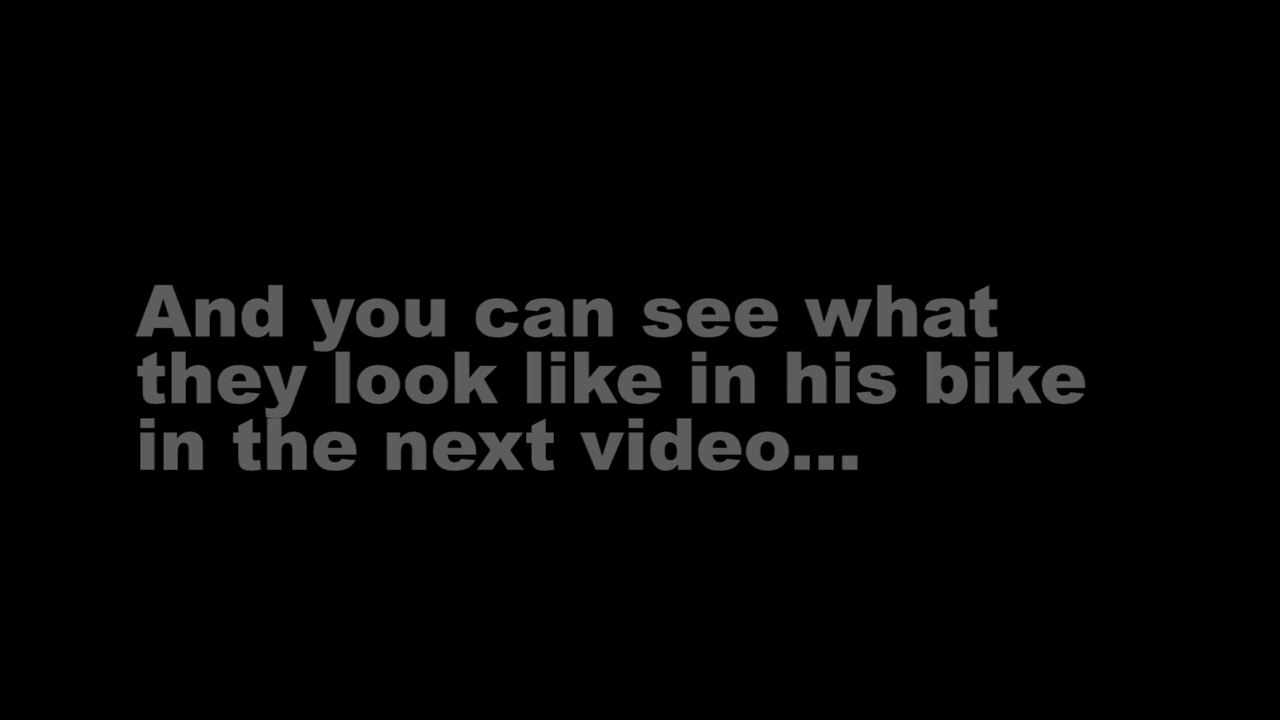 And you can see what
they look like in his bike
in the next video...